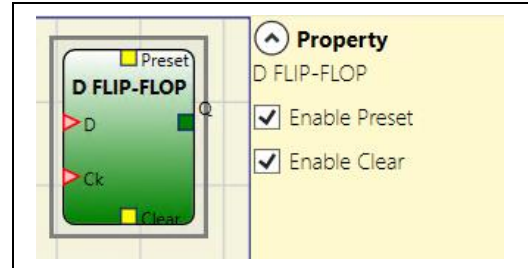 Preset
D FLIP-FLOP
D
Q
Ck
Clear
Property
D FLIP-FLOP
Enable Preset
Enable Clear